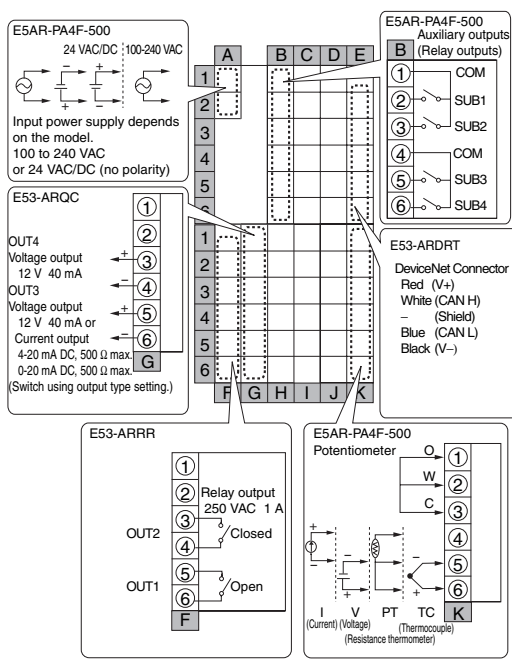 E5AR-PA4F-500
24 VAC/DC 100-240 VAC
− +
+ −
Input power supply depends
on the model.
100 to 240 VAC
or 24 VAC/DC (no polarity)
A B C D E
1
2
3
4
5
6
1
2
3
4
5
6
F G H I J K
E5AR-PA4F-500
Auxiliary outputs
(Relay outputs)
B
1 COM
2 SUB1
3 SUB2
4 COM
5 SUB3
6 SUB4
E53-ARQC
1
2
OUT4
Voltage output + 3
12 V 40 mA − 4
OUT3
Voltage output + 5
12 V 40 mA or
Current output − 6
4-20 mA DC, 500 Ω max.
0-20 mA DC, 500 Ω max.
G
(Switch using output type setting.)
E53-ARDRT
DeviceNet Connector
Red (V+)
White (CAN H)
− (Shield)
Blue (CAN L)
Black (V−)
E53-ARRR
1
2 Relay output
250 VAC 1 A
OUT2 3 Closed
4
OUT1 5 Open
6
F
E5AR-PA4F-500
Potentiometer
O 1
W 2
C 3
4
+ − − 5
− + + 6
I V PT TC K
(Current) (Voltage) (Thermocouple)
(Resistance thermometer)